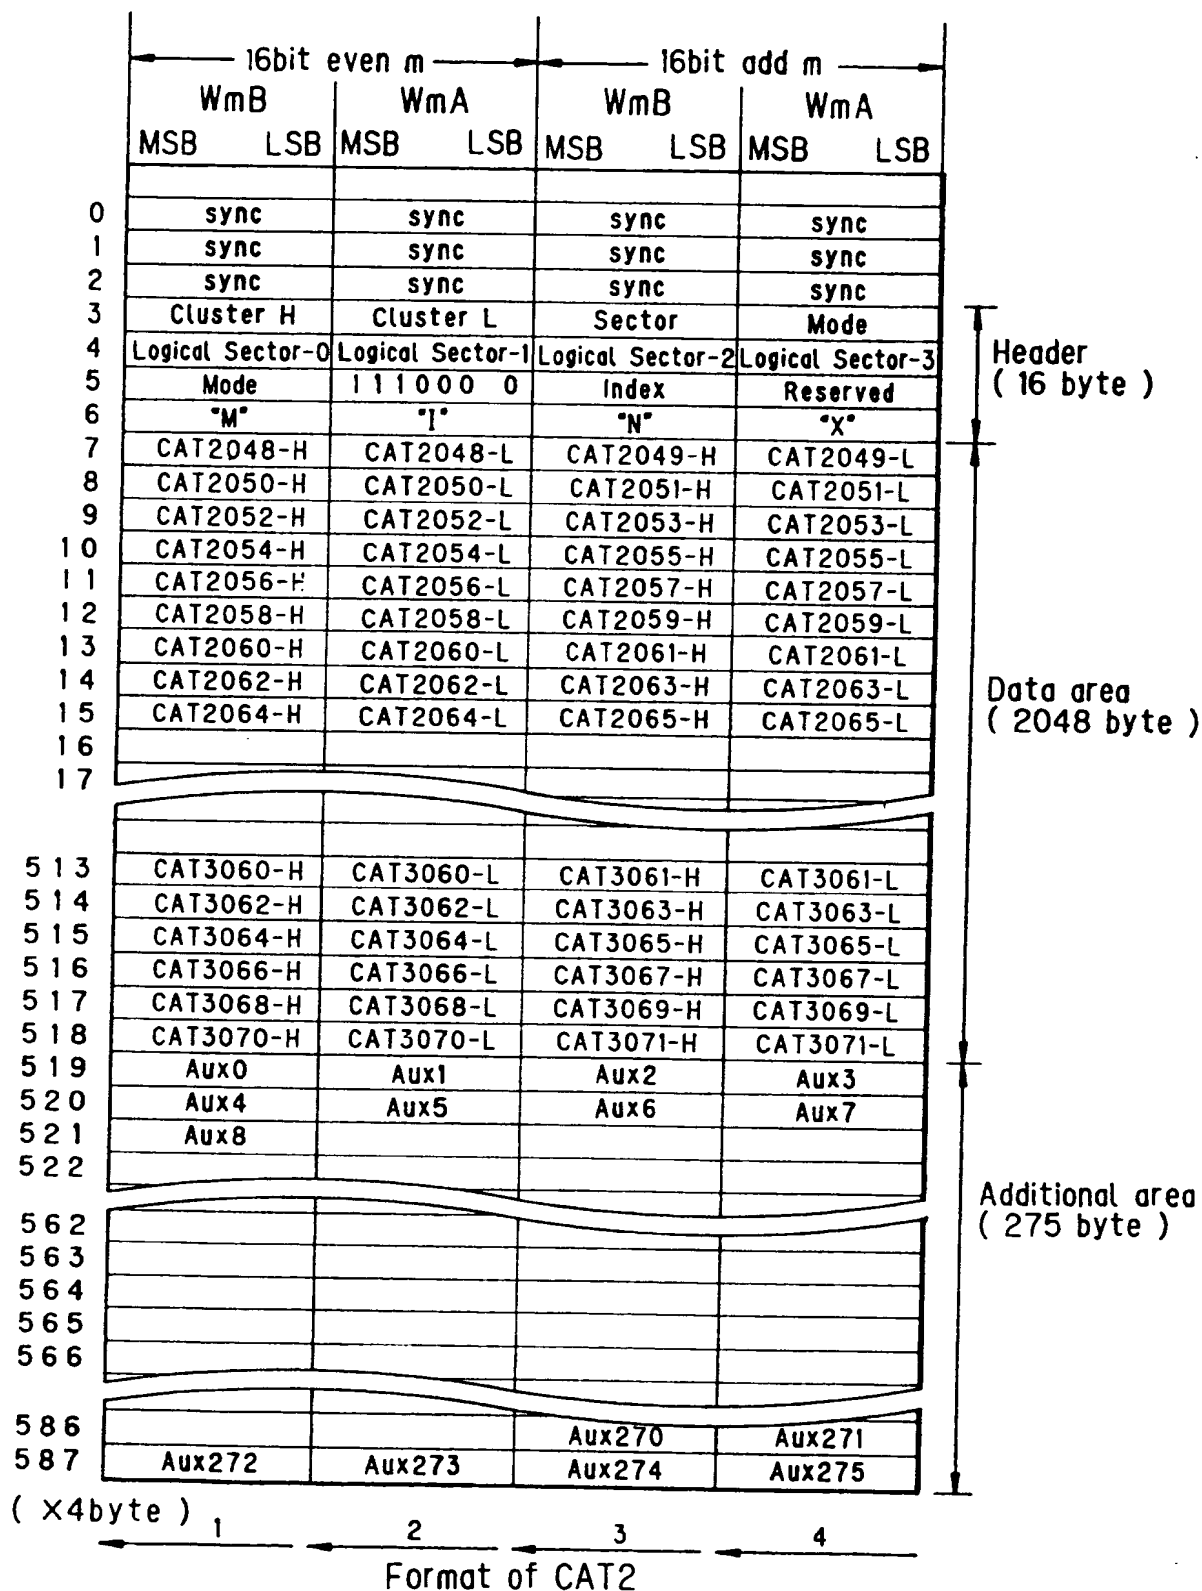 16bit even m 16bit add m
WmB WmA WmB WmA
MSB LSB MSB LSB MSB LSB MSB LSB
0 sync sync sync sync
1 sync sync sync sync
2 sync sync sync sync
3 Cluster H Cluster L Sector Mode
4 Logical Sector-0 Logical Sector-1 Logical Sector-2 Logical Sector-3
Header
( 16 byte )
5 Mode 111000 0 Index Reserved
6 "M" "I" "N" "X"
7 CAT2048-H CAT2048-L CAT2049-H CAT2049-L
8 CAT2050-H CAT2050-L CAT2051-H CAT2051-L
9 CAT2052-H CAT2052-L CAT2053-H CAT2053-L
10 CAT2054-H CAT2054-L CAT2055-H CAT2055-L
11 CAT2056-H CAT2056-L CAT2057-H CAT2057-L
12 CAT2058-H CAT2058-L CAT2059-H CAT2059-L
13 CAT2060-H CAT2060-L CAT2061-H CAT2061-L
14 CAT2062-H CAT2062-L CAT2063-H CAT2063-L
Data area
( 2048 byte )
15 CAT2064-H CAT2064-L CAT2065-H CAT2065-L
16
17
513 CAT3060-H CAT3060-L CAT3061-H CAT3061-L
514 CAT3062-H CAT3062-L CAT3063-H CAT3063-L
515 CAT3064-H CAT3064-L CAT3065-H CAT3065-L
516 CAT3066-H CAT3066-L CAT3067-H CAT3067-L
517 CAT3068-H CAT3068-L CAT3069-H CAT3069-L
518 CAT3070-H CAT3070-L CAT3071-H CAT3071-L
519 Aux0 Aux1 Aux2 Aux3
520 Aux4 Aux5 Aux6 Aux7
521 Aux8
522
Additional area
( 275 byte )
562
563
564
565
566
586 Aux270 Aux271
587 Aux272 Aux273 Aux274 Aux275
( ×4byte )
1 2 3 4
Format of CAT2